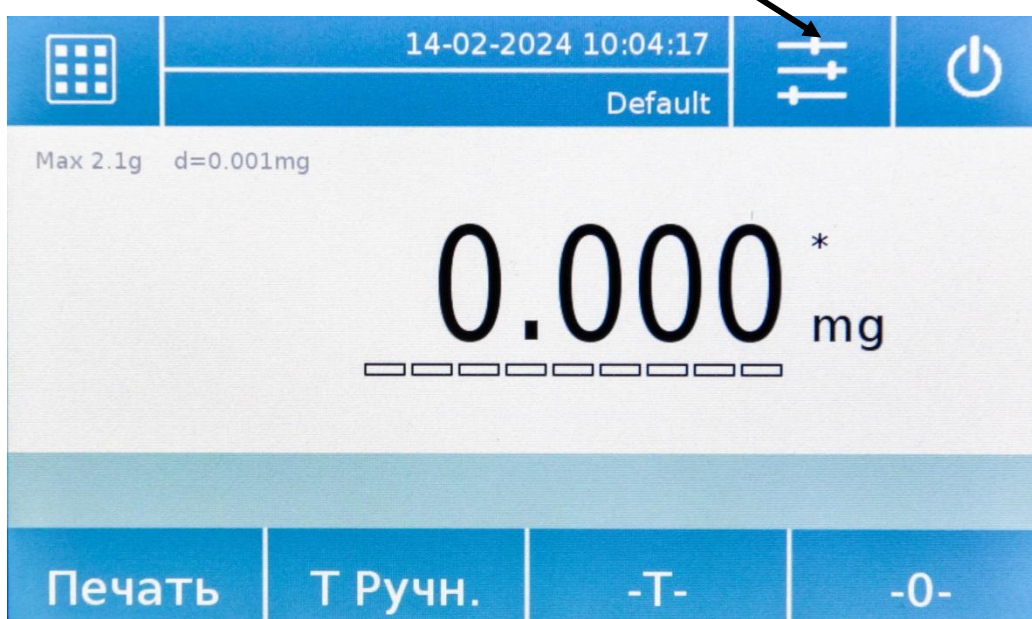 14-02-2024 10:04:17
Default
Max 2.1g d=0.001mg
0.000 *
mg
Печать Т Ручн. -T- -0-